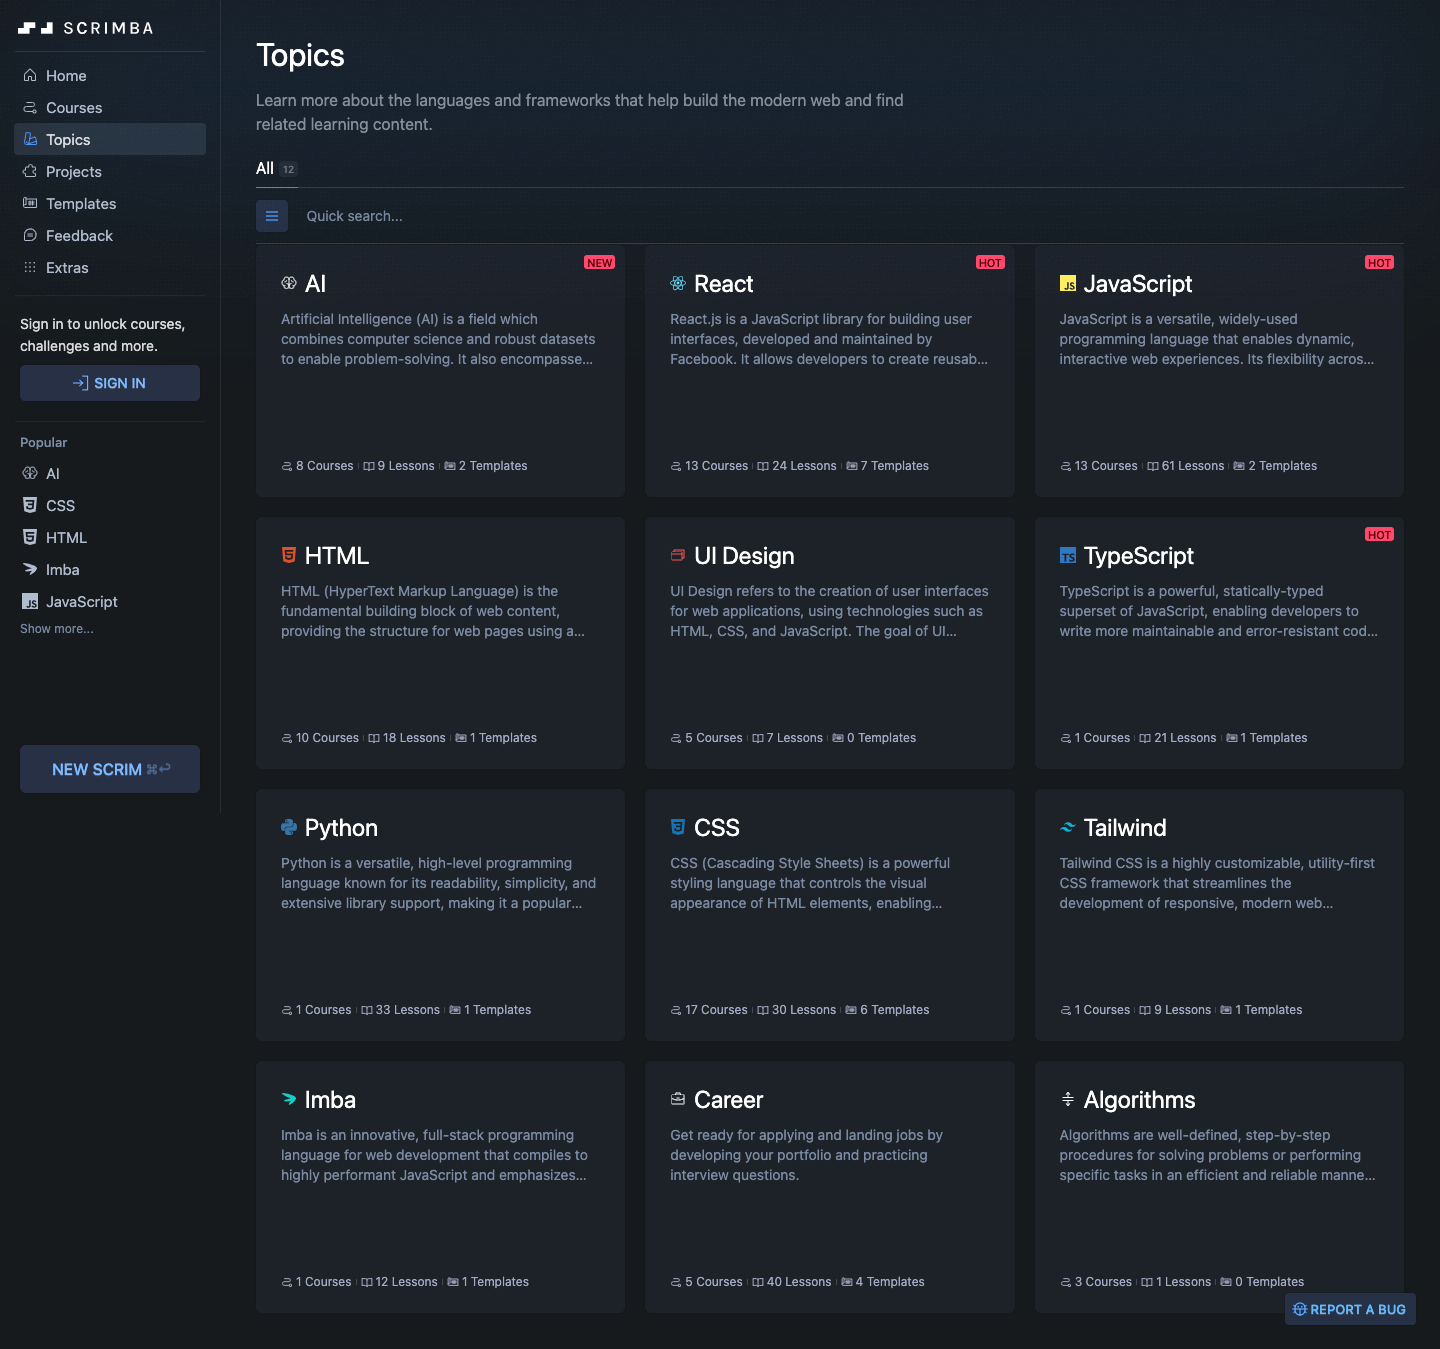 SCRIMBA
Home
Courses
Topics
Projects
Templates
Feedback
Extras
Sign in to unlock courses,
challenges and more.
SIGN IN
Popular
AI
CSS
HTML
Imba
JavaScript
Show more...
NEW SCRIM ⌘↩
Topics
Learn more about the languages and frameworks that help build the modern web and find
related learning content.
All 12
Quick search...
NEW
AI
Artificial Intelligence (AI) is a field which
combines computer science and robust datasets
to enable problem-solving. It also encompasse...
8 Courses 9 Lessons 2 Templates
HOT
React
React.js is a JavaScript library for building user
interfaces, developed and maintained by
Facebook. It allows developers to create reusab...
13 Courses 24 Lessons 7 Templates
HOT
JS JavaScript
JavaScript is a versatile, widely-used
programming language that enables dynamic,
interactive web experiences. Its flexibility acros...
13 Courses 61 Lessons 2 Templates
HTML
HTML (HyperText Markup Language) is the
fundamental building block of web content,
providing the structure for web pages using a...
10 Courses 18 Lessons 1 Templates
UI Design
UI Design refers to the creation of user interfaces
for web applications, using technologies such as
HTML, CSS, and JavaScript. The goal of UI...
5 Courses 7 Lessons 0 Templates
HOT
TS TypeScript
TypeScript is a powerful, statically-typed
superset of JavaScript, enabling developers to
write more maintainable and error-resistant cod...
1 Courses 21 Lessons 1 Templates
Python
Python is a versatile, high-level programming
language known for its readability, simplicity, and
extensive library support, making it a popular...
1 Courses 33 Lessons 1 Templates
CSS
CSS (Cascading Style Sheets) is a powerful
styling language that controls the visual
appearance of HTML elements, enabling...
17 Courses 30 Lessons 6 Templates
Tailwind
Tailwind CSS is a highly customizable, utility-first
CSS framework that streamlines the
development of responsive, modern web...
1 Courses 9 Lessons 1 Templates
Imba
Imba is an innovative, full-stack programming
language for web development that compiles to
highly performant JavaScript and emphasizes...
1 Courses 12 Lessons 1 Templates
Career
Get ready for applying and landing jobs by
developing your portfolio and practicing
interview questions.
5 Courses 40 Lessons 4 Templates
Algorithms
Algorithms are well-defined, step-by-step
procedures for solving problems or performing
specific tasks in an efficient and reliable manne...
3 Courses 1 Lessons 0 Templates
REPORT A BUG